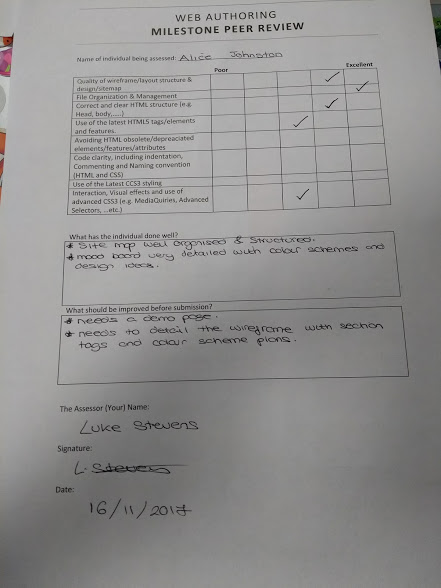 WEB AUTHORING
MILESTONE PEER REVIEW
Name of individual being assessed: Alice Johnston
Poor Excellent
Quality of wireframe/layout structure &
design/sitemap ✓
File Organization & Management ✓
Correct and clear HTML structure (e.g.
Head, body,.....) ✓
Use of the latest HTML5 tags/elements
and features. ✓
Avoiding HTML obsolete/depreaciated
elements/features/attributes
Code clarity, including indentation,
Commenting and Naming convention
(HTML and CSS)
Use of the Latest CCS3 styling
Interaction, Visual effects and use of
advanced CSS3 (e.g. MediaQuiries, Advanced
Selectors, ...etc.) ✓
What has the individual done well?
* Site map well organised & structured.
* mood board very detailed with colour schemes and
design ideas.
What should be improved before submission?
* needs a demo page.
* needs to detail the wireframe with section
tags and colour scheme plans.
The Assessor (Your) Name:
Luke Stevens
Signature:
L. Stevens
Date:
16/11/2017